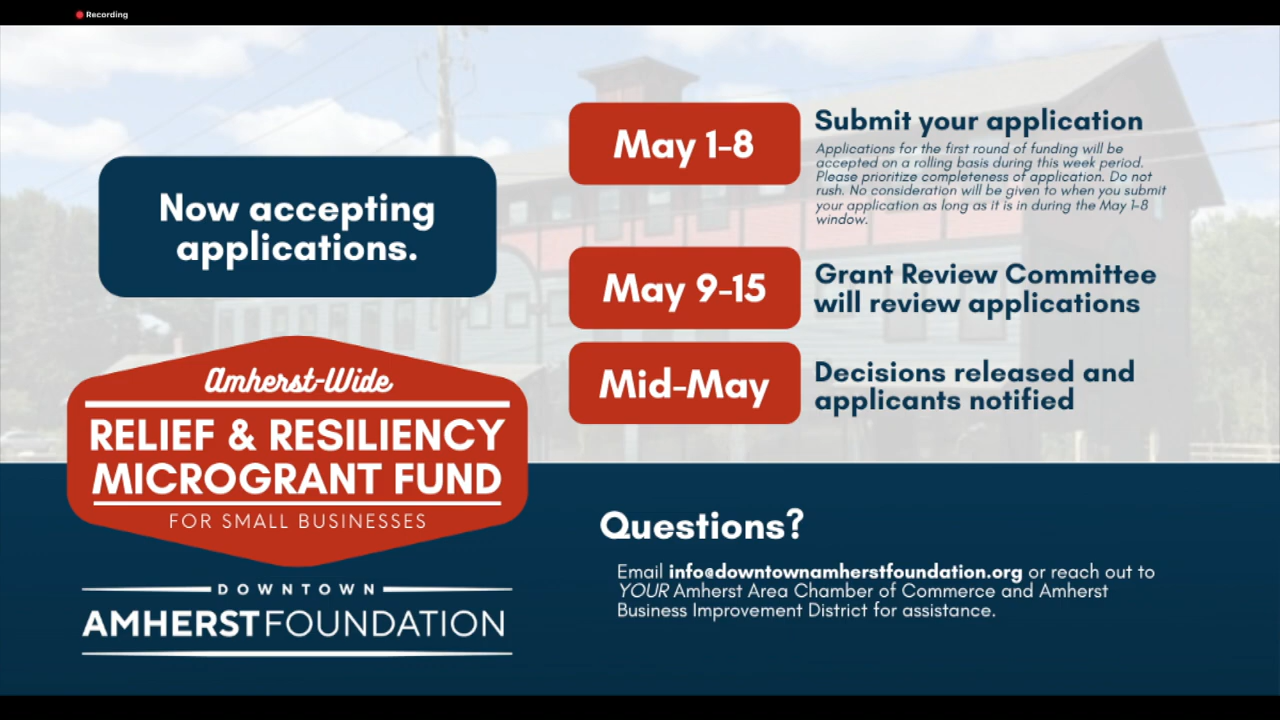 Recording
Now accepting
applications.
Amherst-Wide
RELIEF & RESILIENCY
MICROGRANT FUND
FOR SMALL BUSINESSES
DOWNTOWN
AMHERSTFOUNDATION
May 1-8
Submit your application
Applications for the first round of funding will be
accepted on a rolling basis during this week period.
Please prioritize completeness of application. Do not
rush. No consideration will be given to when you submit
your application as long as it is in during the May 1-8
window.
May 9-15
Grant Review Committee
will review applications
Mid-May
Decisions released and
applicants notified
Questions?
Email info@downtownamherstfoundation.org or reach out to
YOUR Amherst Area Chamber of Commerce and Amherst
Business Improvement District for assistance.